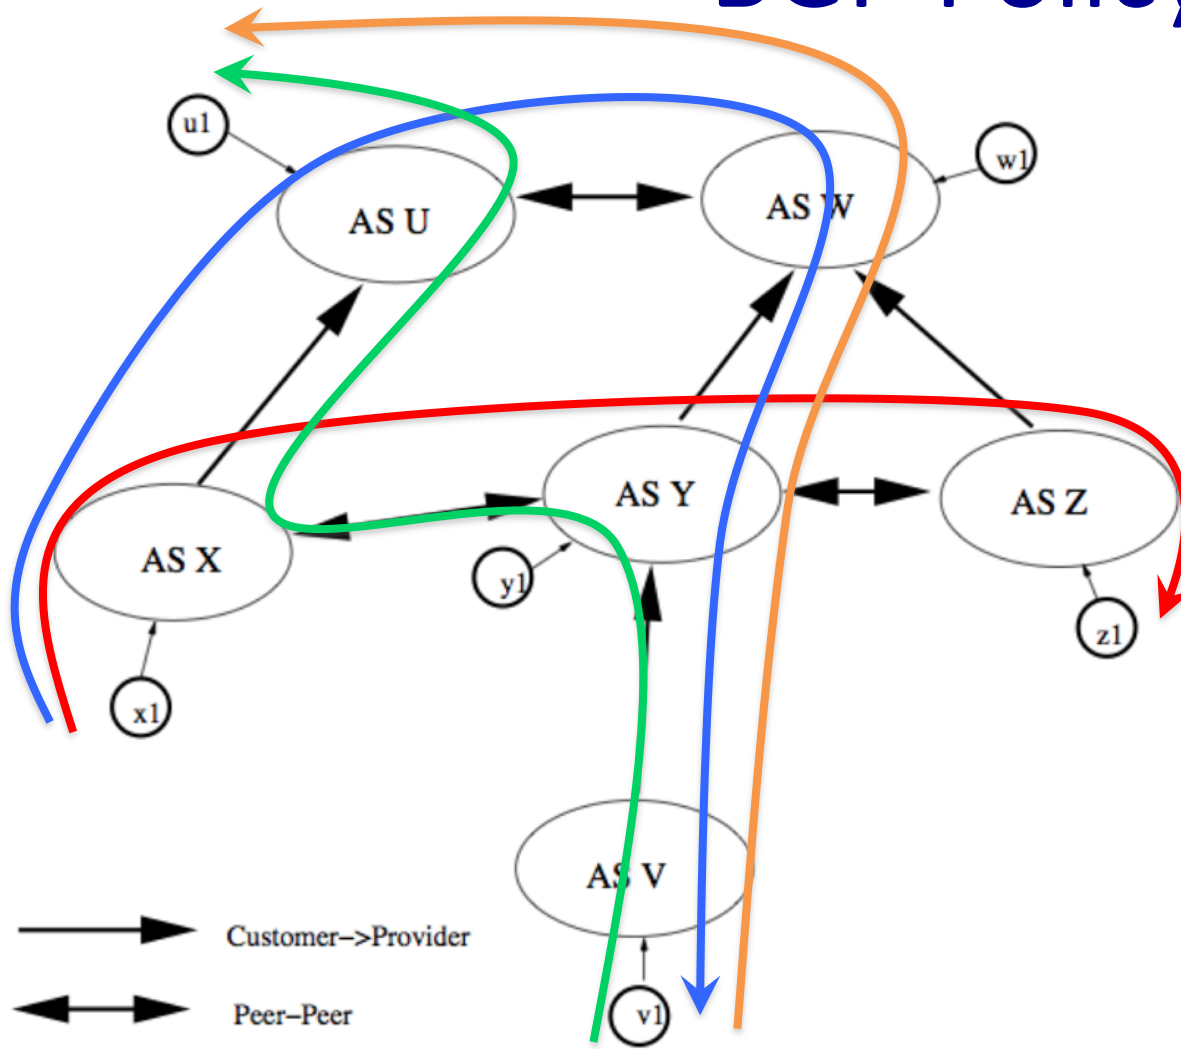 u1
w1
AS U
AS W
AS X
AS Y
AS Z
y1
z1
x1
AS V
v1
Customer–>Provider
Peer–Peer